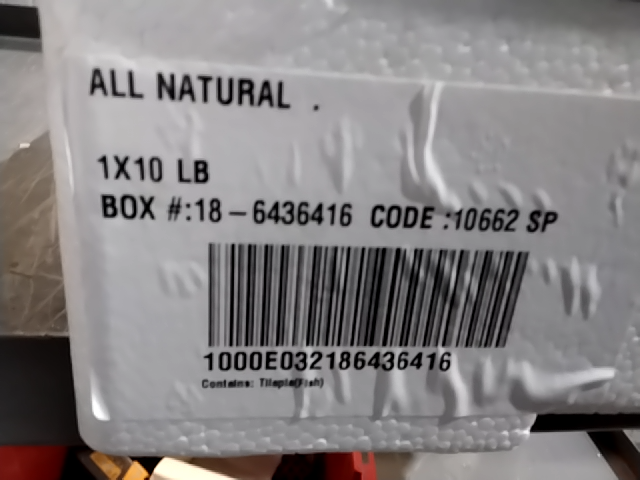 ALL NATURAL .
1X10 LB
BOX #:18-6436416 CODE :10662 SP
1000E032186436416
Contains: Tilapia(Fish)